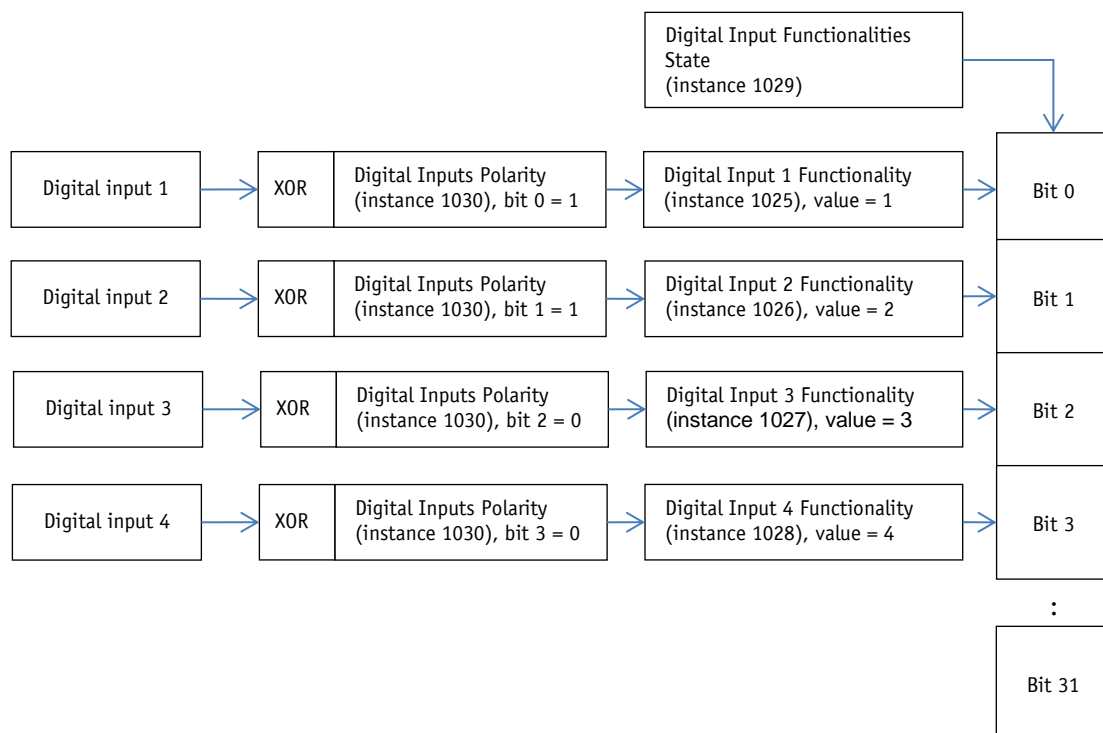 Digital Input Functionalities
State
(instance 1029)
Digital input 1
XOR
Digital Inputs Polarity
(instance 1030), bit 0 = 1
Digital Input 1 Functionality
(instance 1025), value = 1
Bit 0
Digital input 2
XOR
Digital Inputs Polarity
(instance 1030), bit 1 = 1
Digital Input 2 Functionality
(instance 1026), value = 2
Bit 1
Digital input 3
XOR
Digital Inputs Polarity
(instance 1030), bit 2 = 0
Digital Input 3 Functionality
(instance 1027), value = 3
Bit 2
Digital input 4
XOR
Digital Inputs Polarity
(instance 1030), bit 3 = 0
Digital Input 4 Functionality
(instance 1028), value = 4
Bit 3
:
Bit 31